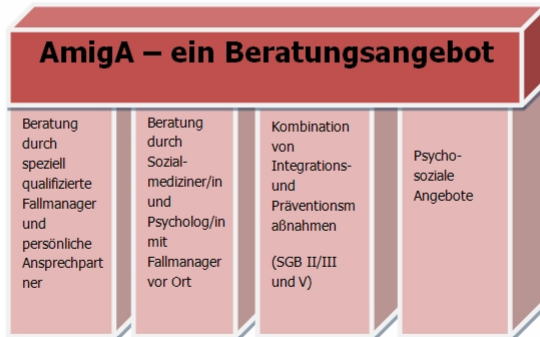 AmigA – ein Beratungsangebot
Beratung
durch
speziell
qualifizierte
Fallmanager
und
persönliche
Ansprechpart
ner
Beratung
durch
Sozial-
mediziner/in
und
Psycholog/in
mit
Fallmanager
vor Ort
Kombination
von
Integrations-
und
Präventionsm
aßnahmen
(SGB II/III
und V)
Psycho-
soziale
Angebote